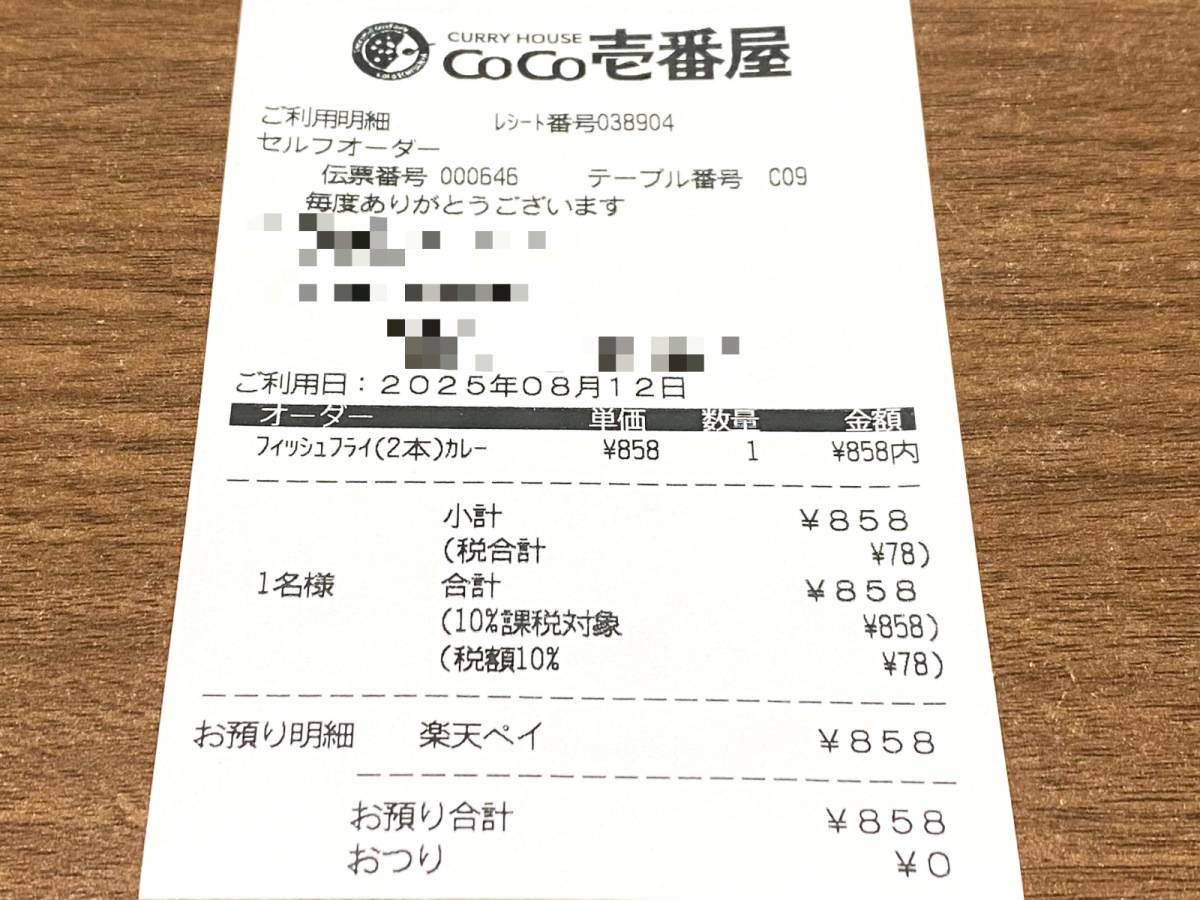 CURRY HOUSE
CoCo壱番屋
ご利用明細 ﾚｼｰﾄ番号038904
セルフオーダー
伝票番号 000646 テーブル番号 C09
毎度ありがとうございます
ご利用日：２０２５年０８月１２日
オーダー 単価 数量 金額
ﾌｨｯｼｭﾌﾗｲ(2本)ｶﾚｰ ¥858 1 ¥858内
小計 ￥８５８
(税合計 ¥78)
1名様 合計 ￥８５８
(10%課税対象 ¥858)
(税額10% ¥78)
お預り明細 楽天ペイ ￥８５８
お預り合計 ￥８５８
おつり ￥０